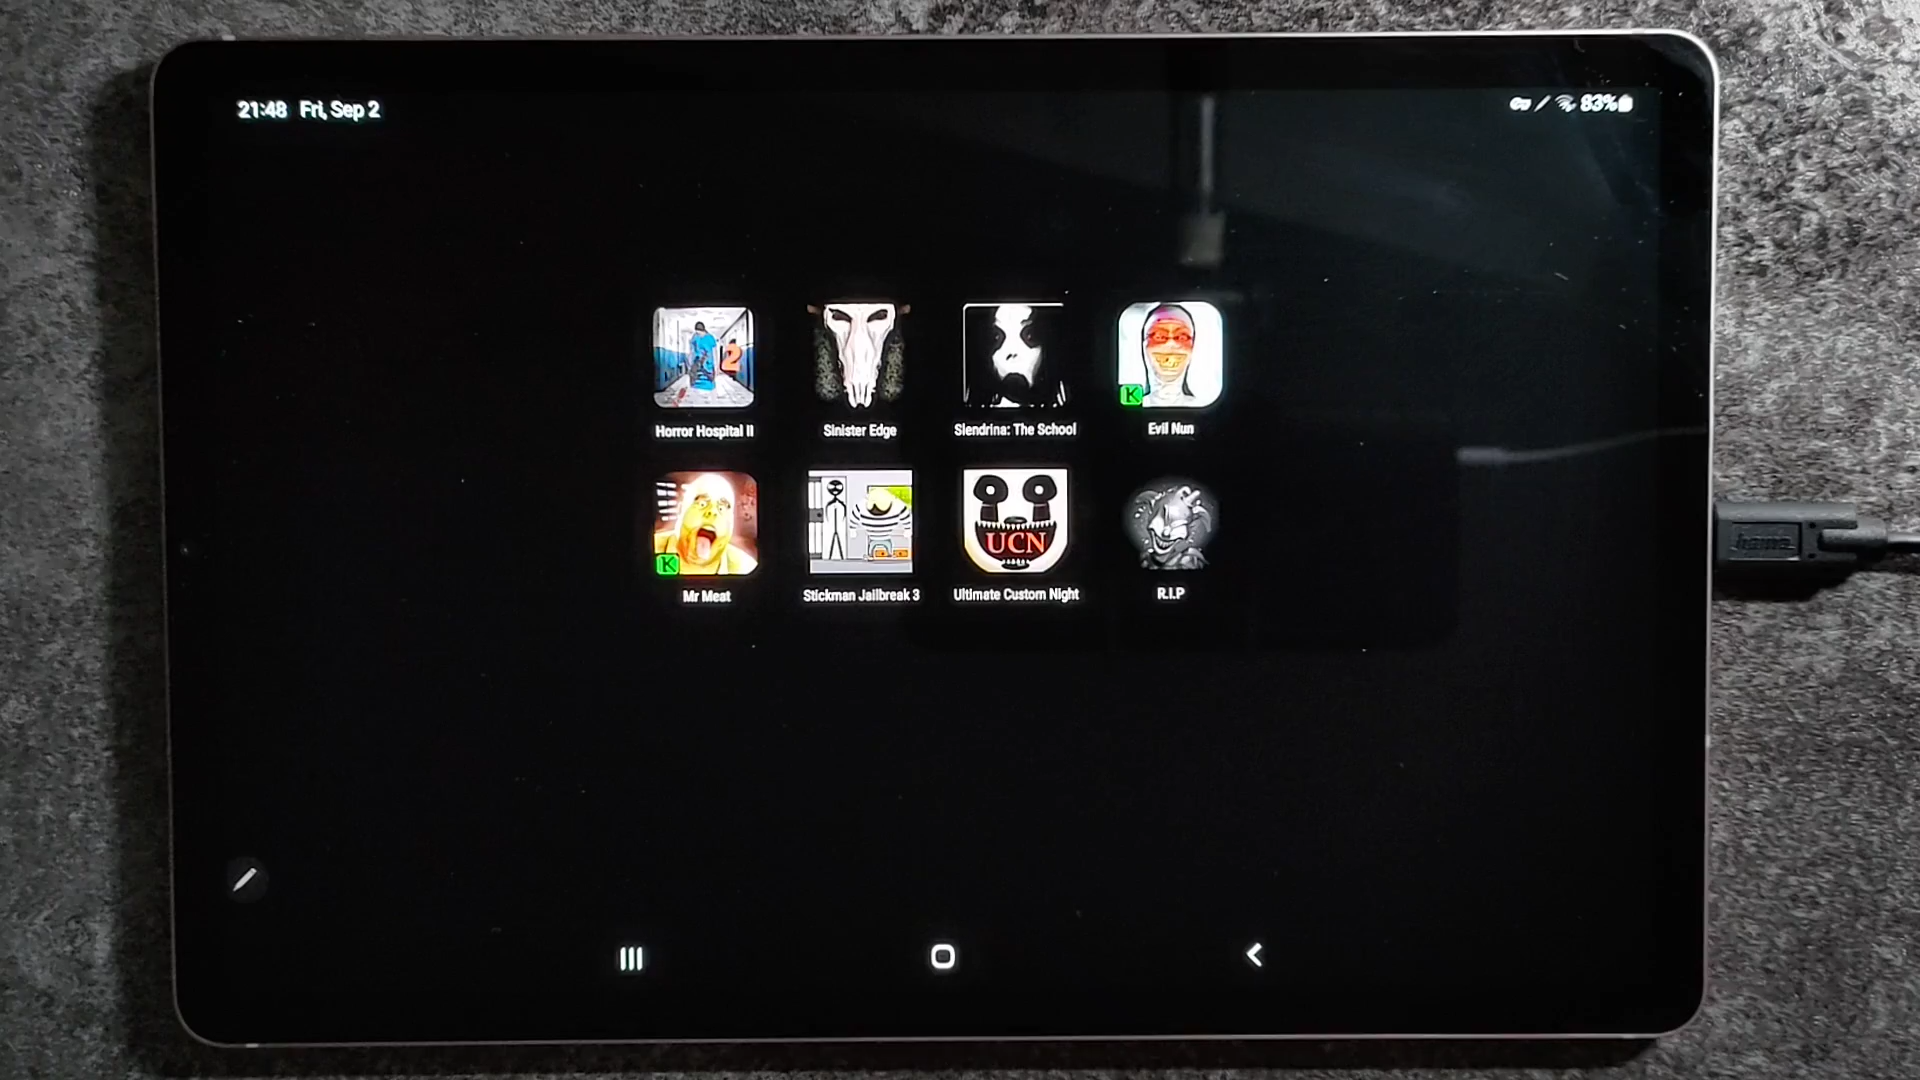 21:48 Fri, Sep 2
83%
2
Horror Hospital II
Sinister Edge
Slendrina: The School
K
Evil Nun
K
Mr Meat
Stickman Jailbreak 3
UCN
Ultimate Custom Night
R.I.P
hama